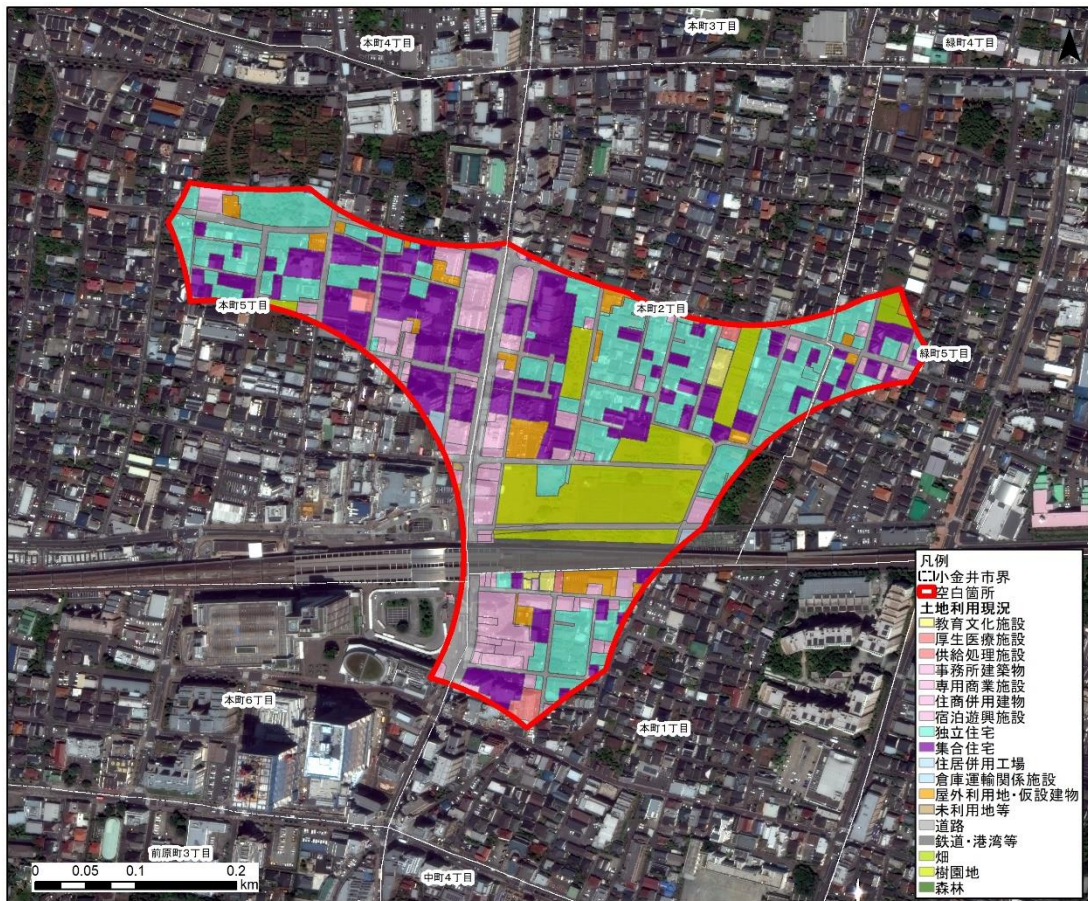 本町3丁目
本町4丁目
緑町4丁目
本町5丁目
本町2丁目
緑町5丁目
本町6丁目
本町1丁目
前原町3丁目
中町4丁目
0 0.05 0.1 0.2
km
凡例
小金井市界
空白箇所
土地利用現況
教育文化施設
厚生医療施設
供給処理施設
事務所建築物
専用商業施設
住商併用建物
宿泊遊興施設
独立住宅
集合住宅
住居併用工場
倉庫運輸関係施設
屋外利用地・仮設建物
未利用地等
道路
鉄道・港湾等
畑
樹園地
森林